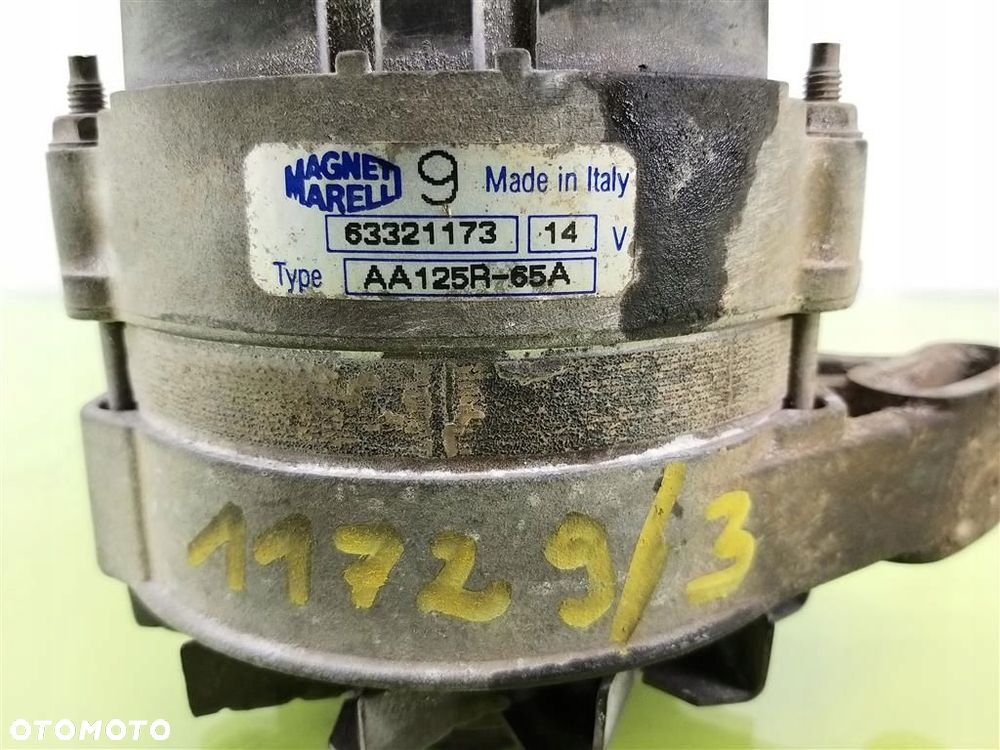 MAGNETI MARELLI 9 Made in Italy
63321173 14 V
Type AA125R-65A
11729/3
OTOMOTO